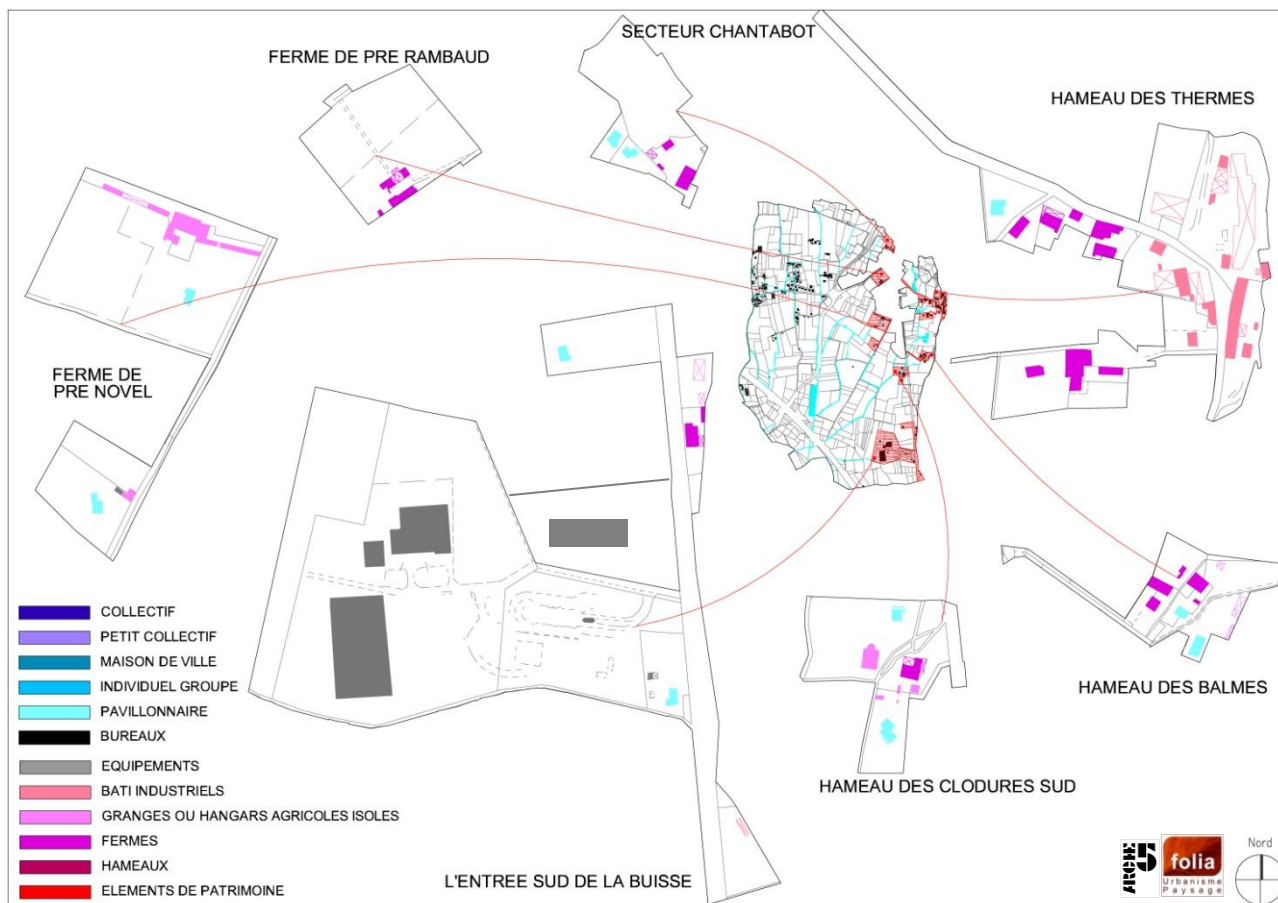 SECTEUR CHANTABOT
FERME DE PRE RAMBAUD
HAMEAU DES THERMES
FERME DE
PRE NOVEL
COLLECTIF
PETIT COLLECTIF
MAISON DE VILLE
INDIVIDUEL GROUPE
PAVILLONNAIRE
BUREAUX
EQUIPEMENTS
BATI INDUSTRIELS
GRANGES OU HANGARS AGRICOLES ISOLES
FERMES
HAMEAUX
ELEMENTS DE PATRIMOINE
HAMEAU DES BALMES
HAMEAU DES CLODURES SUD
L'ENTREE SUD DE LA BUISSE
ARCHE 5
folia
Urbanisme
Paysage
Nord